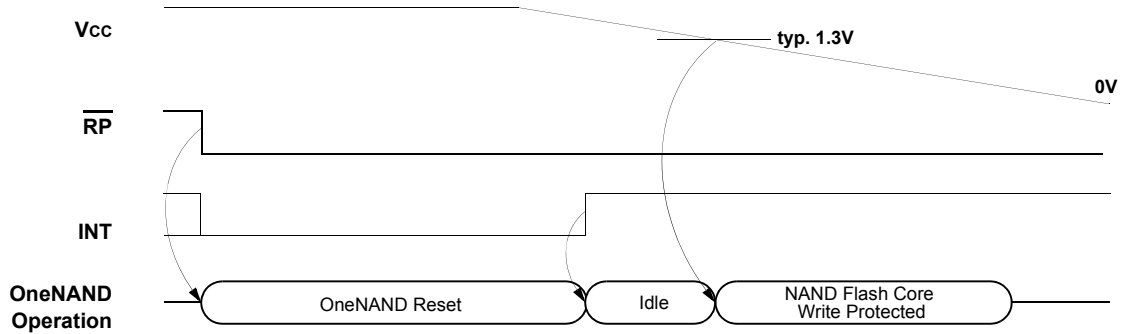 Vcc
typ. 1.3V
0V
RP
INT
OneNAND
Operation
OneNAND Reset
Idle
NAND Flash Core
Write Protected